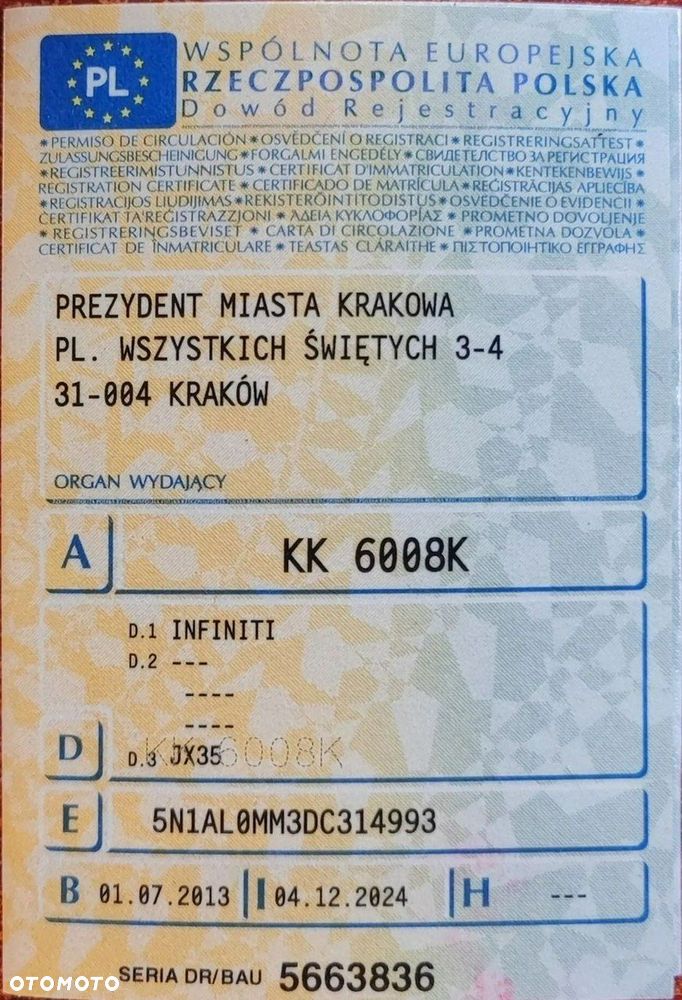 PL
WSPÓLNOTA EUROPEJSKA
RZECZPOSPOLITA POLSKA
Dowód Rejestracyjny
* PERMISO DE CIRCULACIÓN * OSVĚDČENÍ O REGISTRACI * REGISTRERINGSATTEST *
ZULASSUNGSBESCHEINIGUNG * FORGALMI ENGEDÉLY * СВИДЕТЕЛСТВО ЗА РЕГИСТРАЦИЯ
* REGISTREERIMISTUNNISTUS * CERTIFICAT D'IMMATRICULATION * KENTEKENBEWIJS *
REGISTRATION CERTIFICATE * CERTIFICADO DE MATRÍCULA * REĢISTRĀCIJAS APLIECĪBA
* REGISTRACIJOS LIUDIJIMAS * REKISTERÖINTITODISTUS * OSVEDČENIE O EVIDENCII *
ĊERTIFIKAT TA'REĠISTRAZZJONI * ΆΔΕΙΑ ΚΥΚΛΟΦΟΡΊΑΣ * PROMETNO DOVOLJENJE
* REGISTRERINGSBEVISET * CARTA DI CIRCOLAZIONE * PROMETNA DOZVOLA *
CERTIFICAT DE ÎNMATRICULARE * TEASTAS CLÁRAITHE * ΠΙΣΤΟΠΟΙΗΤΙΚΟ ΕΓΓΡΑΦΗΣ
PREZYDENT MIASTA KRAKOWA
PL. WSZYSTKICH ŚWIĘTYCH 3-4
31-004 KRAKÓW
ORGAN WYDAJĄCY
A KK 6008K
D.1 INFINITI
D.2 ---
----
----
D D.3 JX35
KK 6008K
E 5N1AL0MM3DC314993
B 01.07.2013 I 04.12.2024 H ---
SERIA DR/BAU 5663836
OTOMOTO